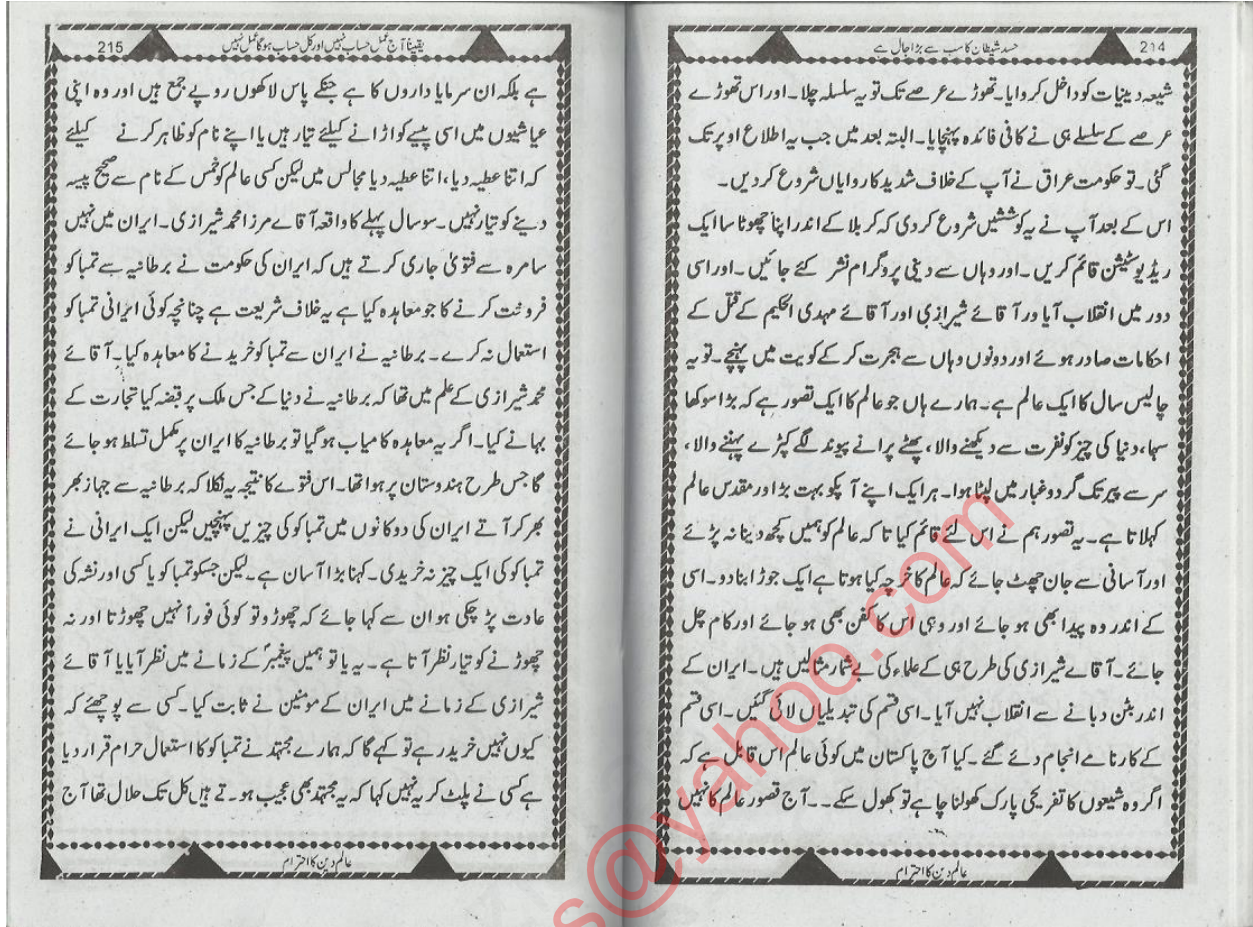 214
حسد شیطان کا سب سے بڑا جال ہے
شیعہ دینیات کو داخل کروایا۔ تھوڑے عرصے تک تو یہ سلسلہ چلا۔ اور اس تھوڑے
عرصے کے سلسلے ہی نے کافی فائدہ پہنچایا۔ البتہ بعد میں جب یہ اطلاع اوپر تک
گئی۔ تو حکومت عراق نے آپ کے خلاف شدید کاروایاں شروع کر دیں۔
اس کے بعد آپ نے یہ کوششیں شروع کر دی کہ کربلا کے اندر اپنا چھوٹا سا ایک
ریڈیو سٹیشن قائم کریں۔ اور وہاں سے دینی پروگرام نشر کئے جائیں۔ اور اسی
دور میں انقلاب آیا ور آقائے شیرازی اور آقائے مہدی الحکیم کے قتل کے
احکامات صادر ہوئے اور دونوں وہاں سے ہجرت کر کے کویت میں پہنچے۔ تو یہ
چالیس سال کا ایک عالم ہے۔ ہمارے ہاں جو عالم کا ایک تصور ہے کہ بڑا سوکھا
سہا، دنیا کی چیز کو نفرت سے دیکھنے والا، پھٹے پرانے پیوند لگے کپڑے پہننے والا،
سر سے پیر تک گرد و غبار میں لپٹا ہوا۔ ہر ایک اپنے آپکو بہت بڑا اور مقدس عالم
کہلاتا ہے۔ یہ تصور ہم نے اس لئے قائم کیا تا کہ عالم کو ہمیں کچھ دینا نہ پڑئے
اور آسانی سے جان چھٹ جائے کہ عالم کا خرچہ کیا ہوتا ہے ایک جوڑا بنا دو۔ اسی
کے اندر وہ پیدا بھی ہو جائے اور وہی اس کا کفن بھی ہو جائے اور کام چل
جائے۔ آقائے شیرازی کی طرح ہی کے علماء کی بے شمار مثالیں ہیں۔ ایران کے
اندر بٹن دبانے سے انقلاب نہیں آیا۔ اسی قسم کی تبدیلیاں لائی گئیں۔ اسی قسم
کے کارنامے انجام دئے گئے۔ کیا آج پاکستان میں کوئی عالم اس قابل ہے کہ
اگر وہ شیعوں کا تفریحی پارک کھولنا چاہے تو کھول سکے۔۔ آج قصور عالم کا نہیں
عالم دین کا احترام
215
یقیناً آج عمل حساب نہیں اور کل حساب ہوگا عمل نہیں
ہے بلکہ ان سرمایا داروں کا ہے جنکے پاس لاکھوں روپے جمع ہیں اور وہ اپنی
عیاشیوں میں اسی پیسے کو اڑانے کیلئے تیار ہیں یا اپنے نام کو ظاہر کرنے کیلئے
کہ اتنا عطیہ دیا، اتنا عطیہ دیا مجالس میں لیکن کسی عالم کو خمس کے نام سے صحیح پیسہ
دینے کو تیار نہیں۔ سو سال پہلے کا واقعہ آقائے مرزا محمد شیرازی۔ ایران میں نہیں
سامرہ سے فتویٰ جاری کرتے ہیں کہ ایران کی حکومت نے برطانیہ سے تمباکو
فروخت کرنے کا جو معاہدہ کیا ہے یہ خلاف شریعت ہے چنانچہ کوئی ایرانی تمباکو
استعمال نہ کرے۔ برطانیہ نے ایران سے تمباکو خریدنے کا معاہدہ کیا۔ آقائے
محمد شیرازی کے علم میں تھا کہ برطانیہ نے دنیا کے جس ملک پر قبضہ کیا تجارت کے
بہانے کیا۔ اگر یہ معاہدہ کامیاب ہو گیا تو برطانیہ کا ایران پر مکمل تسلط ہو جائے
گا جس طرح ہندوستان پر ہوا تھا۔ اس فتوے کا نتیجہ یہ نکلا کہ برطانیہ سے جہاز بھر
بھر کر آتے ایران کی دوکانوں میں تمباکو کی چیزیں پہنچیں لیکن ایک ایرانی نے
تمباکو کی ایک چیز نہ خریدی۔ کہنا بڑا آسان ہے۔ لیکن جسکو تمباکو یا کسی اور نشہ کی
عادت پڑ چکی ہو ان سے کہا جائے کہ چھوڑو تو کوئی فوراً نہیں چھوڑتا اور نہ
چھوڑنے کو تیار نظر آتا ہے۔ یہ یا تو ہمیں پیغمبرؐ کے زمانے میں نظر آیا یا آقائے
شیرازی کے زمانے میں ایران کے مومنین نے ثابت کیا۔ کسی سے پوچھئے کہ
کیوں نہیں خرید رہے تو کہے گا کہ ہمارے مجتہد نے تمباکو کا استعمال حرام قرار دیا
ہے کسی نے پلٹ کر یہ نہیں کہا کہ یہ مجتہد بھی عجیب ہوتے ہیں کل تک حلال تھا آج
عالم دین کا احترام
s@yahoo.com